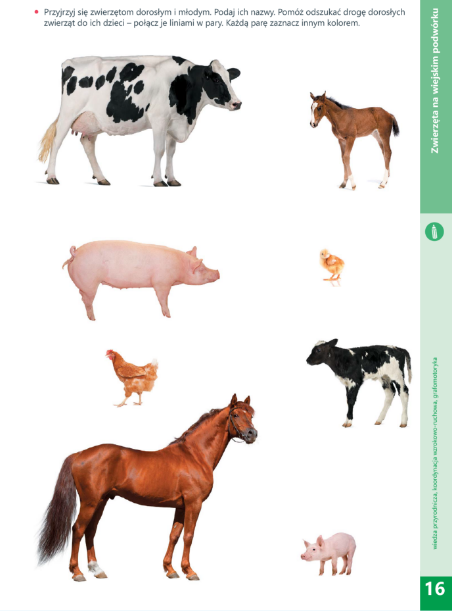 • Przyjrzyj się zwierzętom dorosłym i młodym. Podaj ich nazwy. Pomóż odszukać drogę dorosłych
zwierząt do ich dzieci – połącz je liniami w pary. Każdą parę zaznacz innym kolorem.
Zwierzęta na wiejskim podwórku
wiedza przyrodnicza, koordynacja wzrokowo-ruchowa, grafomotoryka
16